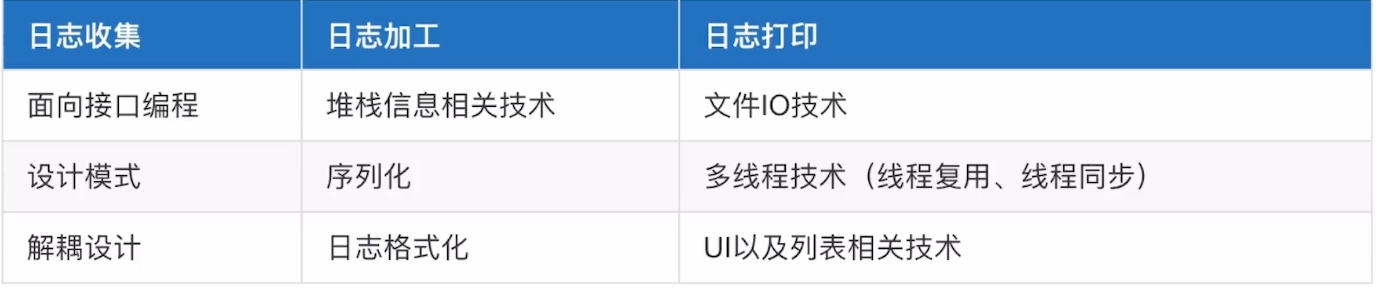 日志收集 日志加工 日志打印
面向接口编程 堆栈信息相关技术 文件IO技术
设计模式 序列化 多线程技术（线程复用、线程同步）
解耦设计 日志格式化 UI以及列表相关技术